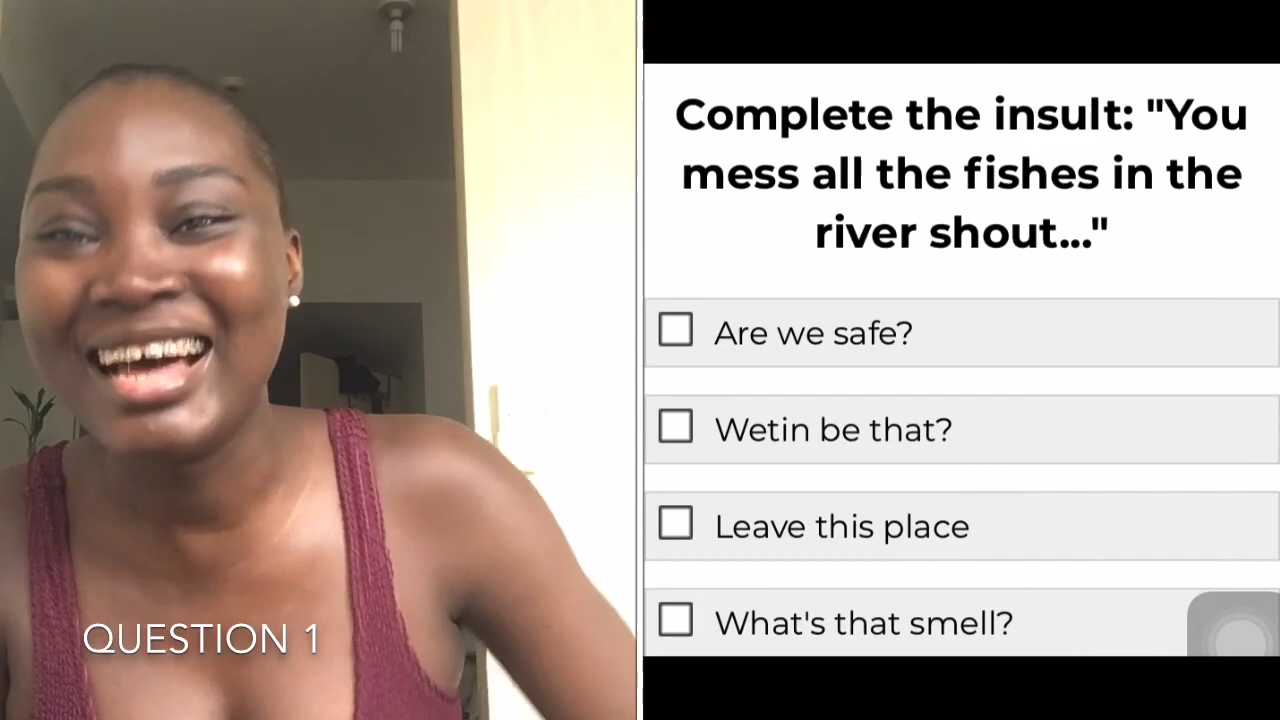 Complete the insult: "You
mess all the fishes in the
river shout..."
Are we safe?
Wetin be that?
Leave this place
What's that smell?
QUESTION 1